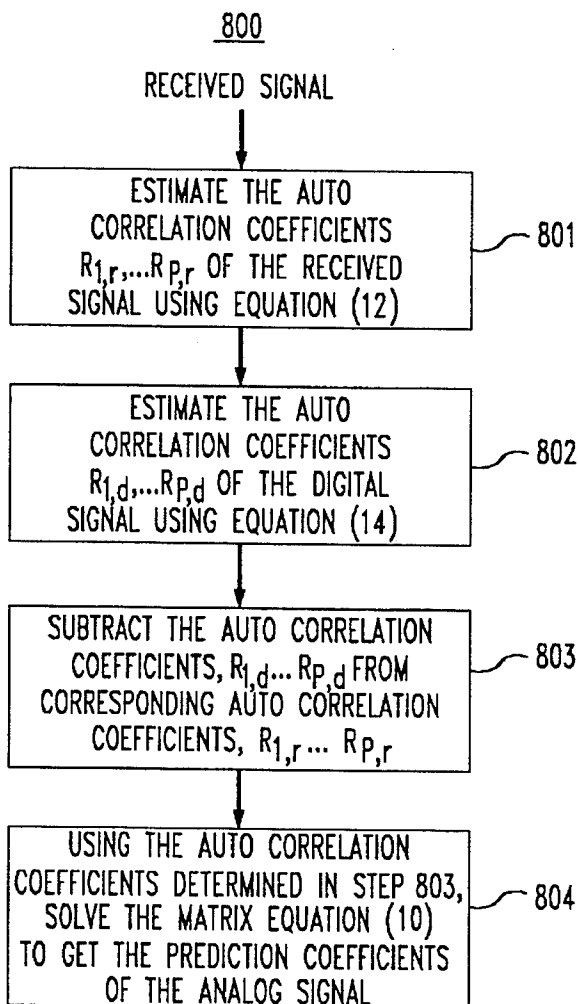 800
RECEIVED SIGNAL
ESTIMATE THE AUTO
CORRELATION COEFFICIENTS
R1,r,...RP,r OF THE RECEIVED
SIGNAL USING EQUATION (12)
801
ESTIMATE THE AUTO
CORRELATION COEFFICIENTS
R1,d,...RP,d OF THE DIGITAL
SIGNAL USING EQUATION (14)
802
SUBTRACT THE AUTO CORRELATION
COEFFICIENTS, R1,d... RP,d FROM
CORRESPONDING AUTO CORRELATION
COEFFICIENTS, R1,r... RP,r
803
USING THE AUTO CORRELATION
COEFFICIENTS DETERMINED IN STEP 803,
SOLVE THE MATRIX EQUATION (10)
TO GET THE PREDICTION COEFFICIENTS
OF THE ANALOG SIGNAL
804